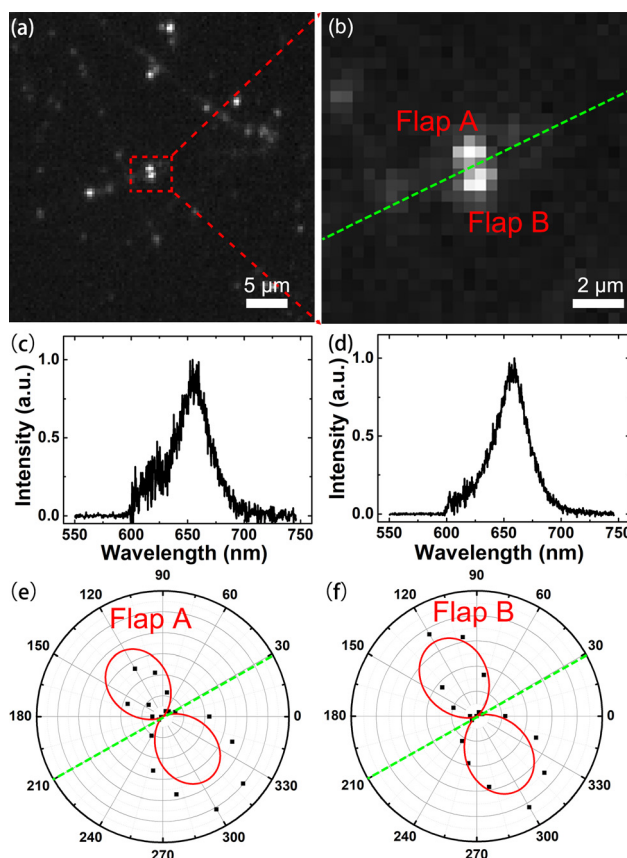 (a)
5 μm
(b)
Flap A
Flap B
2 μm
(c)
Intensity (a.u.)
1.0
0.5
0.0
550 600 650 700 750
Wavelength (nm)
(d)
Intensity (a.u.)
1.0
0.5
0.0
550 600 650 700 750
Wavelength (nm)
(e)
Flap A
90
120 60
150 30
180 0
210 330
240 300
270
(f)
Flap B
90
120 60
150 30
180 0
210 330
240 300
270